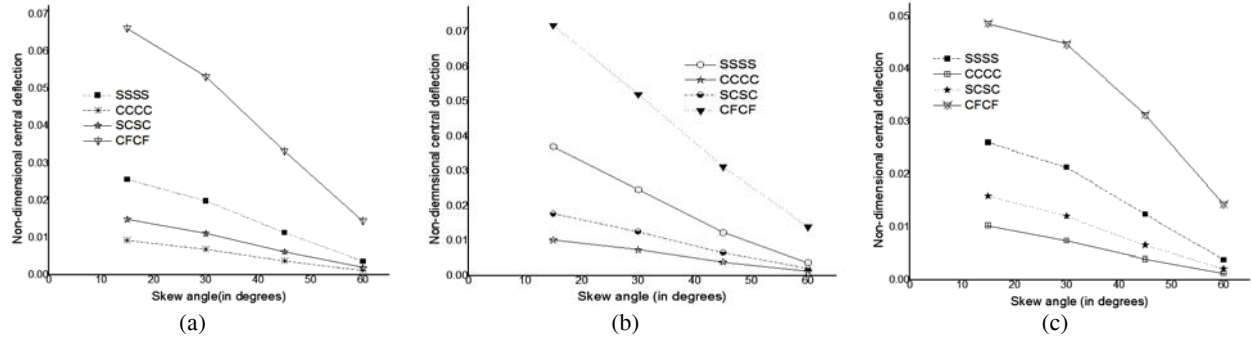 0.07
0.06
0.05
0.04
0.03
0.02
0.01
0.00
Non-dimensional central deflection
SSSS
CCCC
SCSC
CFCF
0 10 20 30 40 50 60
Skew angle(in degrees)
(a)
0.07
0.06
0.05
0.04
0.03
0.02
0.01
0.00
Non-diemnsional central deflection
SSSS
CCCC
SCSC
CFCF
0 10 20 30 40 50 60
Skew angle (in degrees)
(b)
0.05
0.04
0.03
0.02
0.01
0.00
Non-dimensional central deflection
SSSS
CCCC
SCSC
CFCF
0 10 20 30 40 50 60
Skew angle (in degrees)
(c)